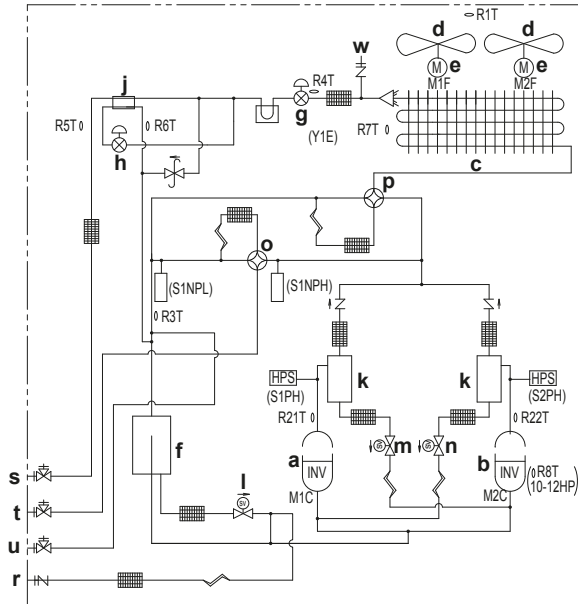 R1T
w
d
d
M
e
M
e
M1F
M2F
j
R4T
g
R5T
R6T
(Y1E)
R7T
h
c
p
o
(S1NPL)
(S1NPH)
R3T
HPS
k
k
HPS
(S1PH)
(S2PH)
R21T
R22T
f
m
n
a
INV
b
INV
R8T
(10-12HP)
M1C
M2C
s
l
SV
t
u
r